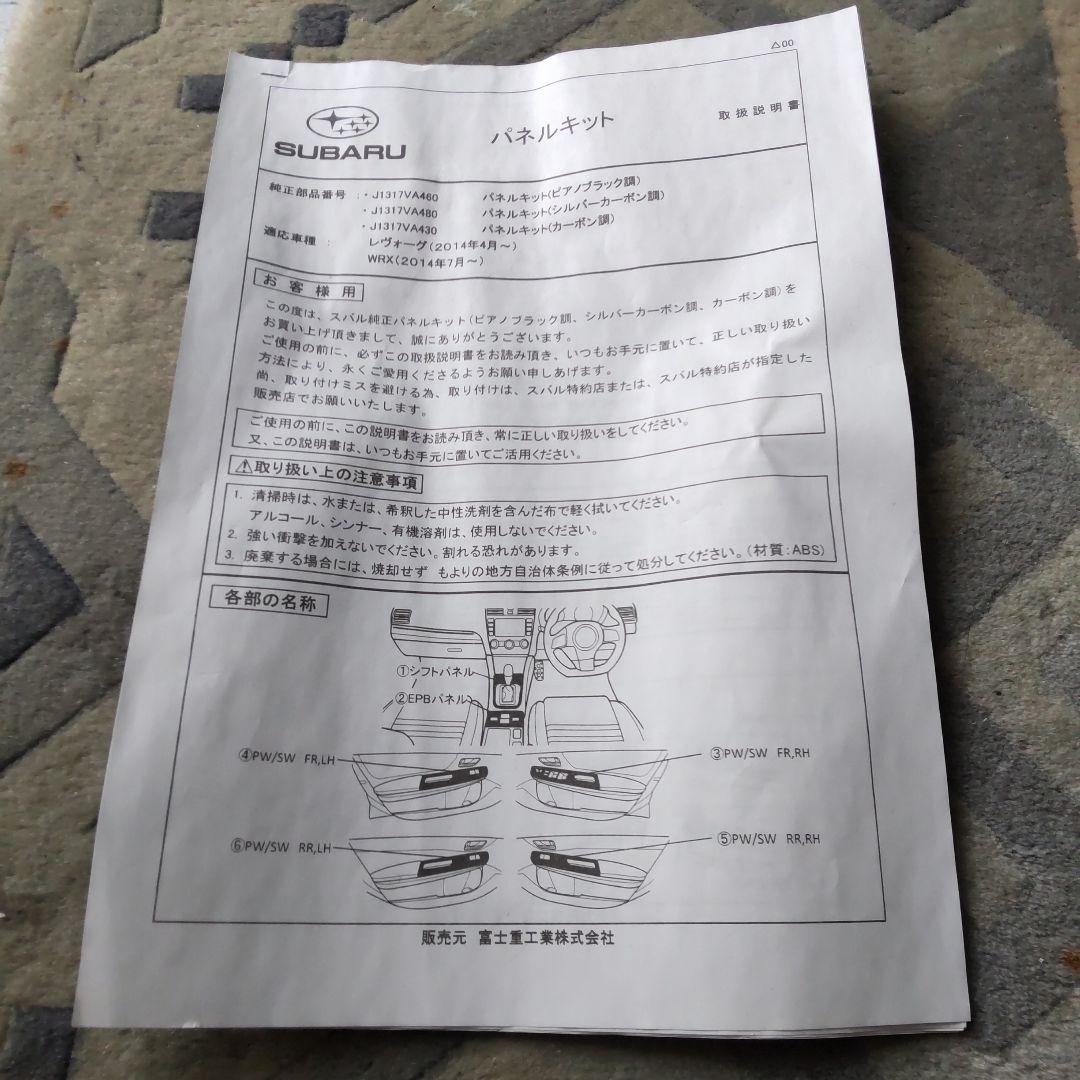 △00
SUBARU
パネルキット
取扱説明書
純正部品番号 :・J1317VA460 パネルキット(ピアノブラック調)
・J1317VA480 パネルキット(シルバーカーボン調)
・J1317VA430 パネルキット(カーボン調)
適応車種 : レヴォーグ(2014年4月～)
WRX(2014年7月～)
お客様用
この度は、スバル純正パネルキット(ピアノブラック調、シルバーカーボン調、カーボン調)を
お買い上げ頂きまして、誠にありがとうございます。
ご使用の前に、必ずこの取扱説明書をお読み頂き、いつもお手元に置いて、正しい取り扱い
方法により、永くご愛用くださるようお願い申しあげます。
尚、取り付けミスを避ける為、取り付けは、スバル特約店または、スバル特約店が指定した
販売店でお願いいたします。
ご使用の前に、この説明書をお読み頂き、常に正しい取り扱いをしてください。
又、この説明書は、いつもお手元に置いてご活用ください。
⚠取り扱い上の注意事項
1. 清掃時は、水または、希釈した中性洗剤を含んだ布で軽く拭いてください。
アルコール、シンナー、有機溶剤は、使用しないでください。
2. 強い衝撃を加えないでください。割れる恐れがあります。
3. 廃棄する場合には、焼却せず もよりの地方自治体条例に従って処分してください。(材質:ABS)
各部の名称
①シフトパネル
②EPBパネル
④PW/SW FR,LH
③PW/SW FR,RH
⑥PW/SW RR,LH
⑤PW/SW RR,RH
販売元 富士重工業株式会社